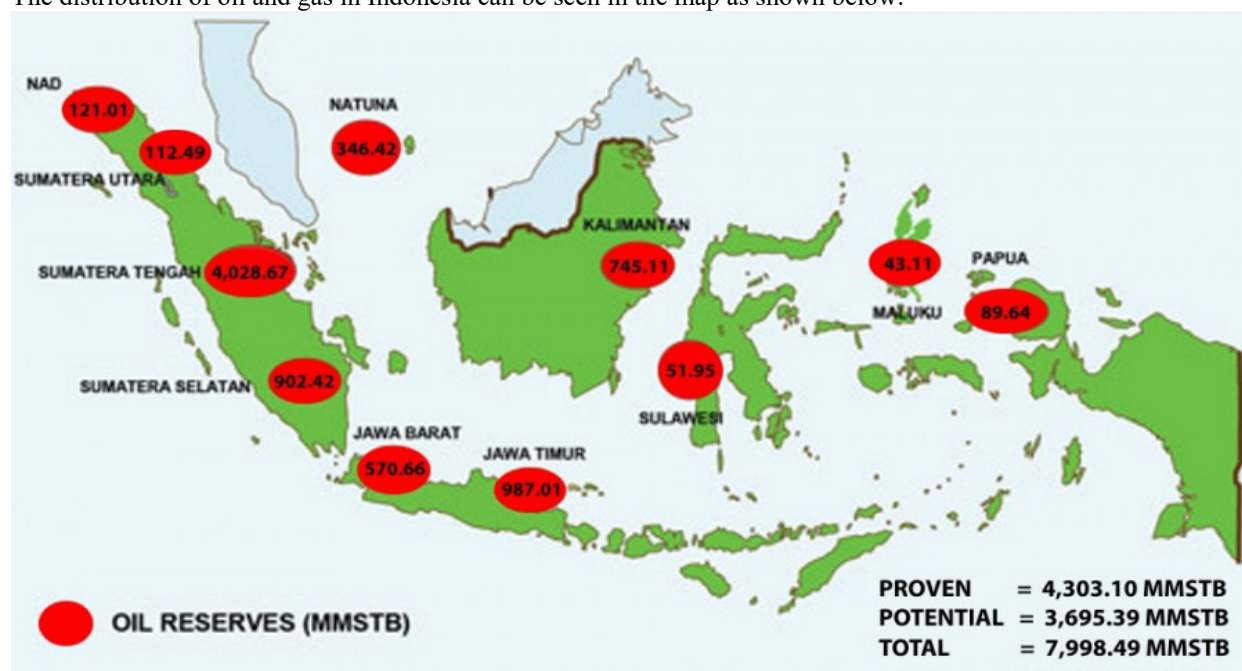 The distribution of oil and gas in Indonesia can be seen in the map as shown below:
NAD
121.01
NATUNA
346.42
112.49
SUMATERA UTARA
KALIMANTAN
745.11
SUMATERA TENGAH 4,028.67
43.11
MALUKU
PAPUA
89.64
SUMATERA SELATAN 902.42
51.95
SULAWESI
JAWA BARAT
570.66
JAWA TIMUR
987.01
OIL RESERVES (MMSTB)
PROVEN = 4,303.10 MMSTB
POTENTIAL = 3,695.39 MMSTB
TOTAL = 7,998.49 MMSTB